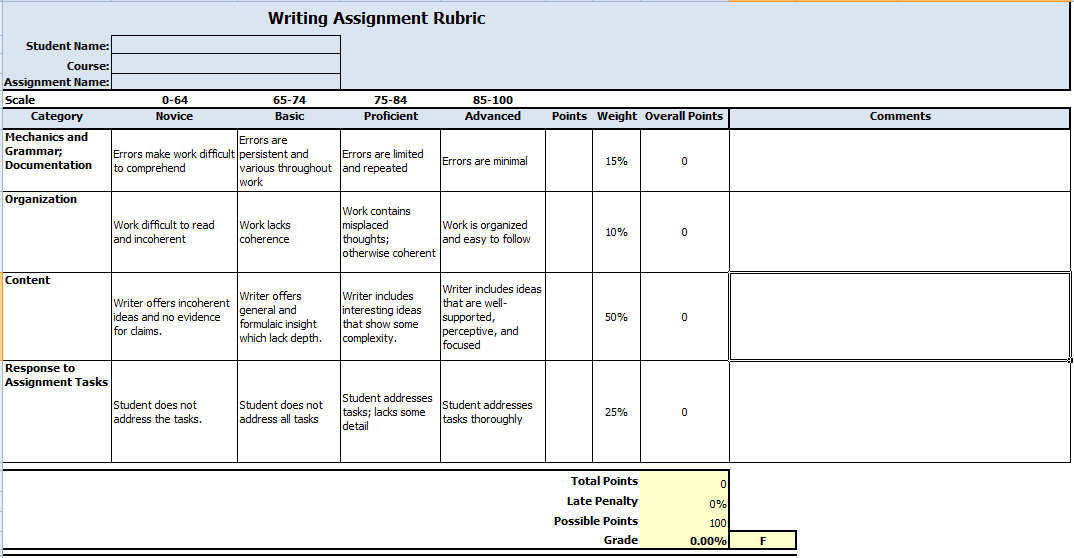 Writing Assignment Rubric
Student Name:
Course:
Assignment Name:
Scale 0-64 65-74 75-84 85-100
Category Novice Basic Proficient Advanced Points Weight Overall Points Comments
Mechanics and
Grammar;
Documentation
Errors make work difficult
to comprehend
Errors are
persistent and
various throughout
work
Errors are limited
and repeated
Errors are minimal
15%
0
Organization
Work difficult to read
and incoherent
Work lacks
coherence
Work contains
misplaced
thoughts;
otherwise coherent
Work is organized
and easy to follow
10%
0
Content
Writer offers incoherent
ideas and no evidence
for claims.
Writer offers
general and
formulaic insight
which lack depth.
Writer includes
interesting ideas
that show some
complexity.
Writer includes ideas
that are well-
supported,
perceptive, and
focused
50%
0
Response to
Assignment Tasks
Student does not
address the tasks.
Student does not
address all tasks
Student addresses
tasks; lacks some
detail
Student addresses
tasks thoroughly
25%
0
Total Points 0
Late Penalty 0%
Possible Points 100
Grade 0.00% F